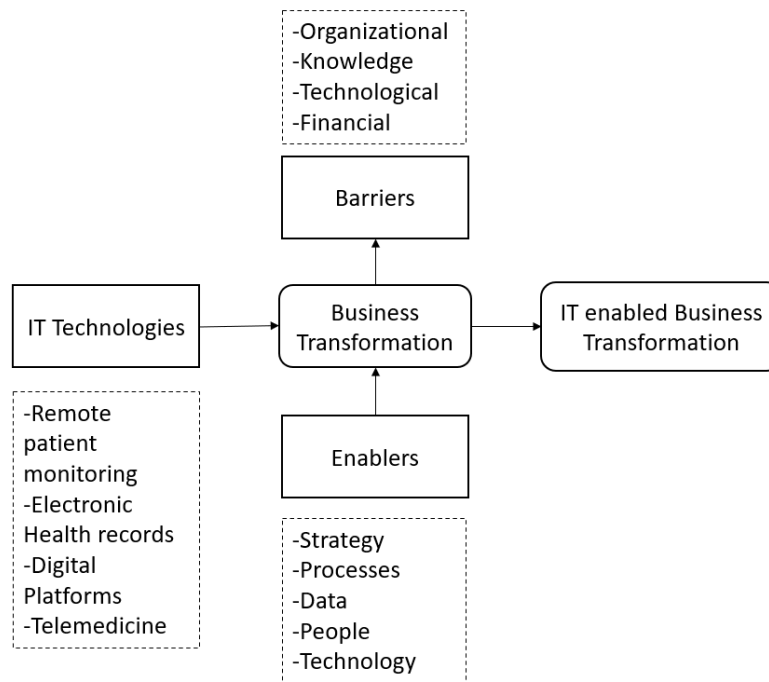 -Organizational
-Knowledge
-Technological
-Financial
Barriers
IT Technologies
Business
Transformation
IT enabled Business
Transformation
-Remote
patient
monitoring
-Electronic
Health records
-Digital
Platforms
-Telemedicine
Enablers
-Strategy
-Processes
-Data
-People
-Technology